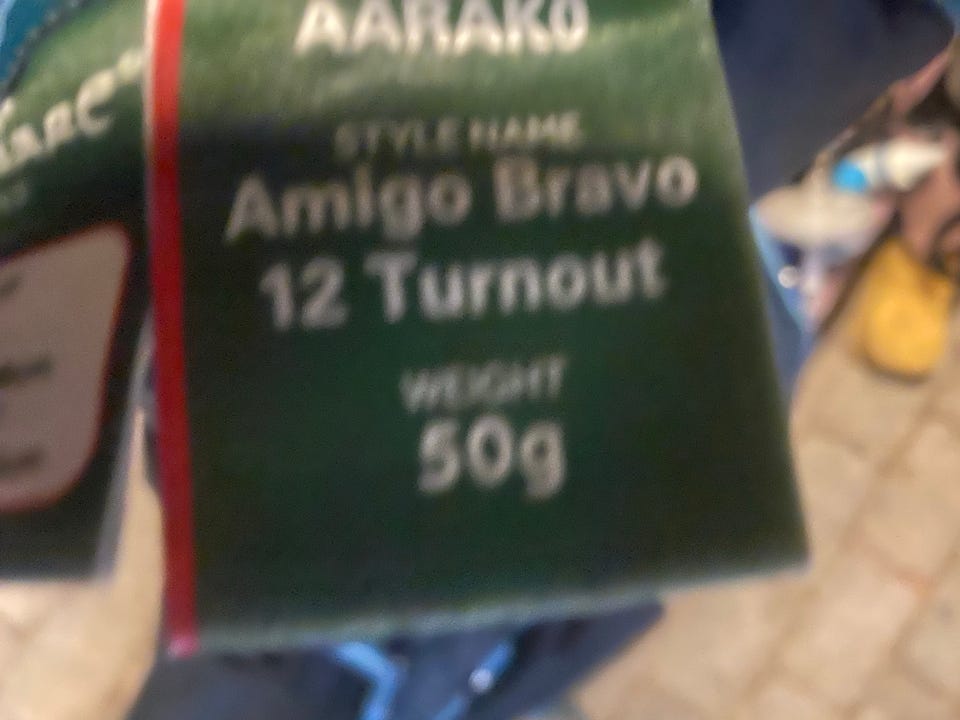 AARAK0
STYLE NAME
Amigo Bravo
12 Turnout
WEIGHT
50g